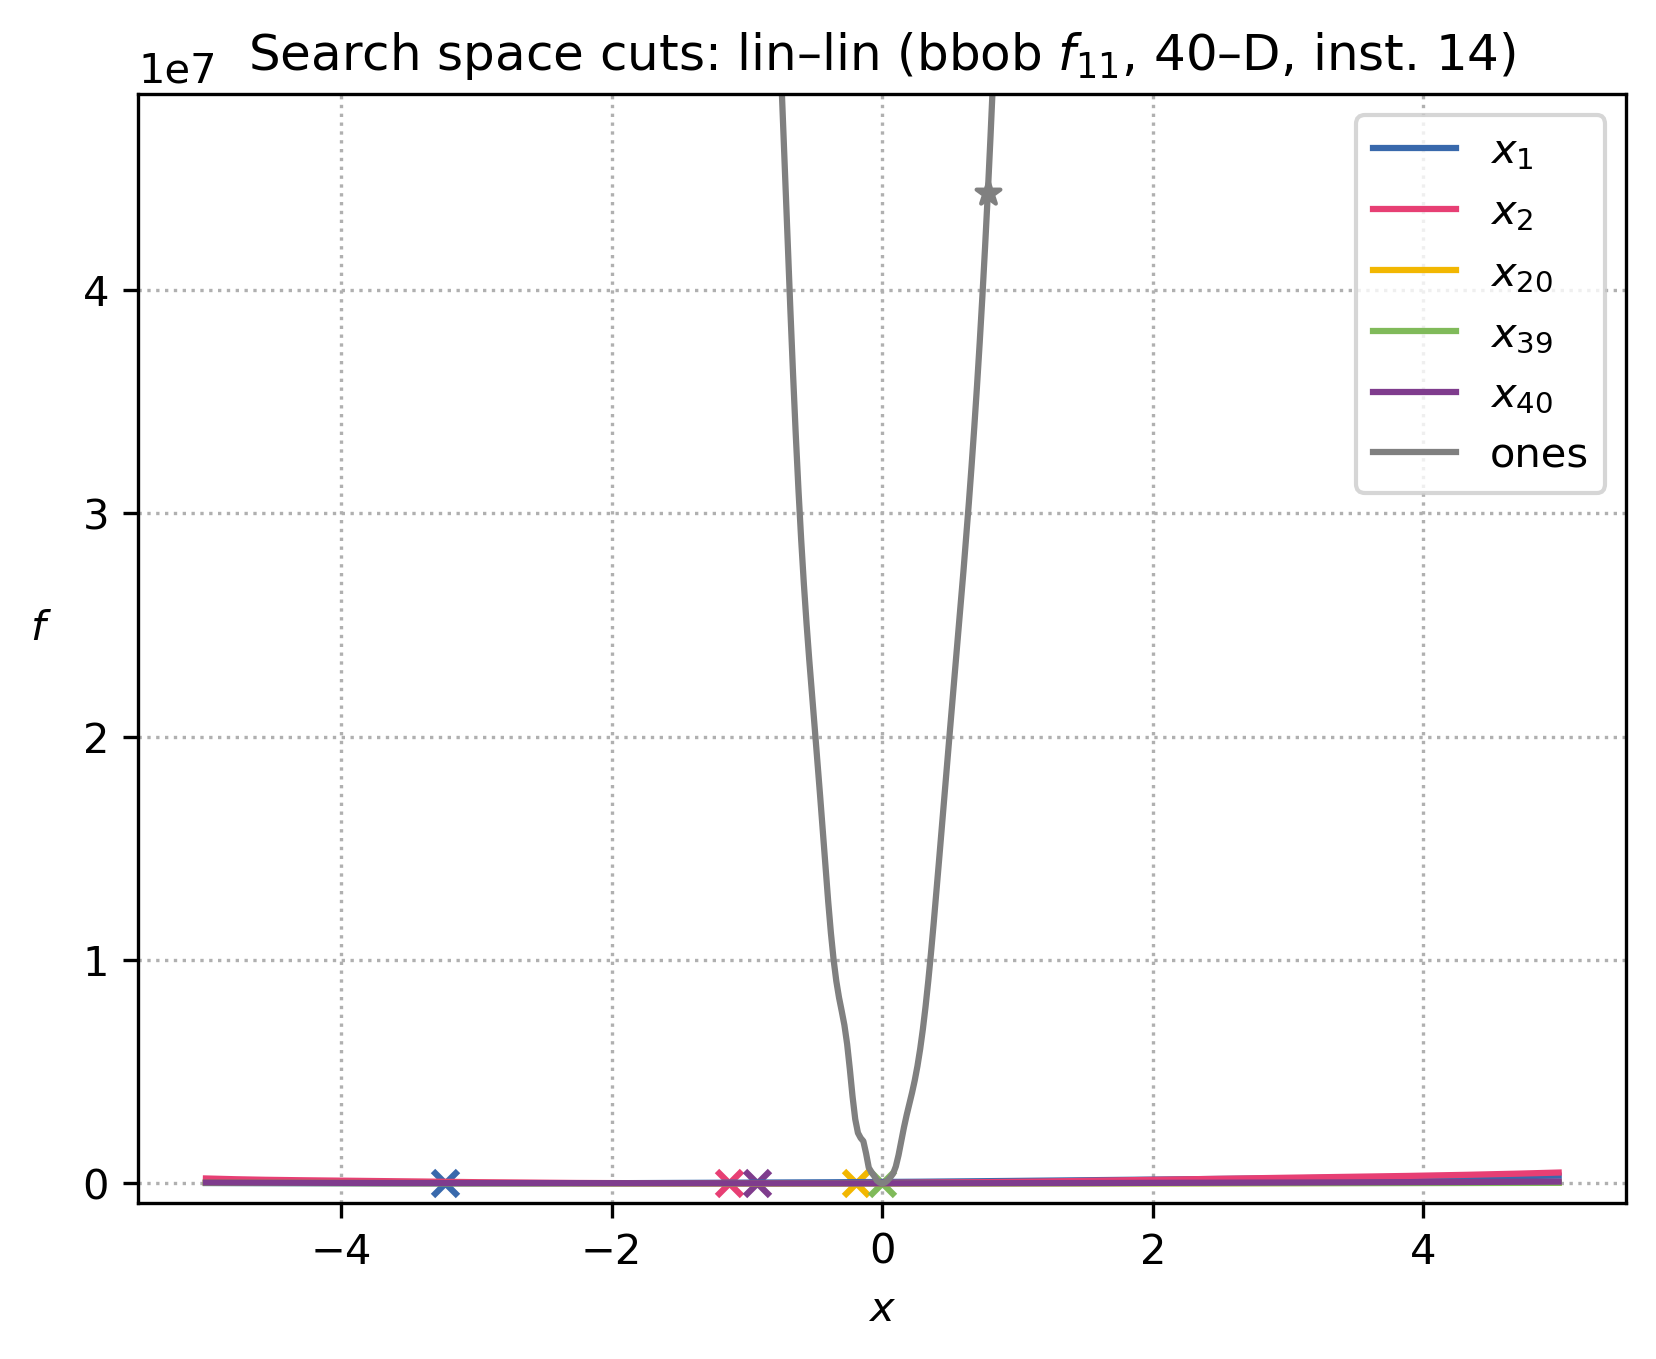 Search space cuts: lin–lin (bbob f₁₁, 40–D, inst. 14)
1e7
x₁
x₂
x₂₀
x₃₉
x₄₀
ones
4
3
2
1
0
f
−4 −2 0 2 4
x